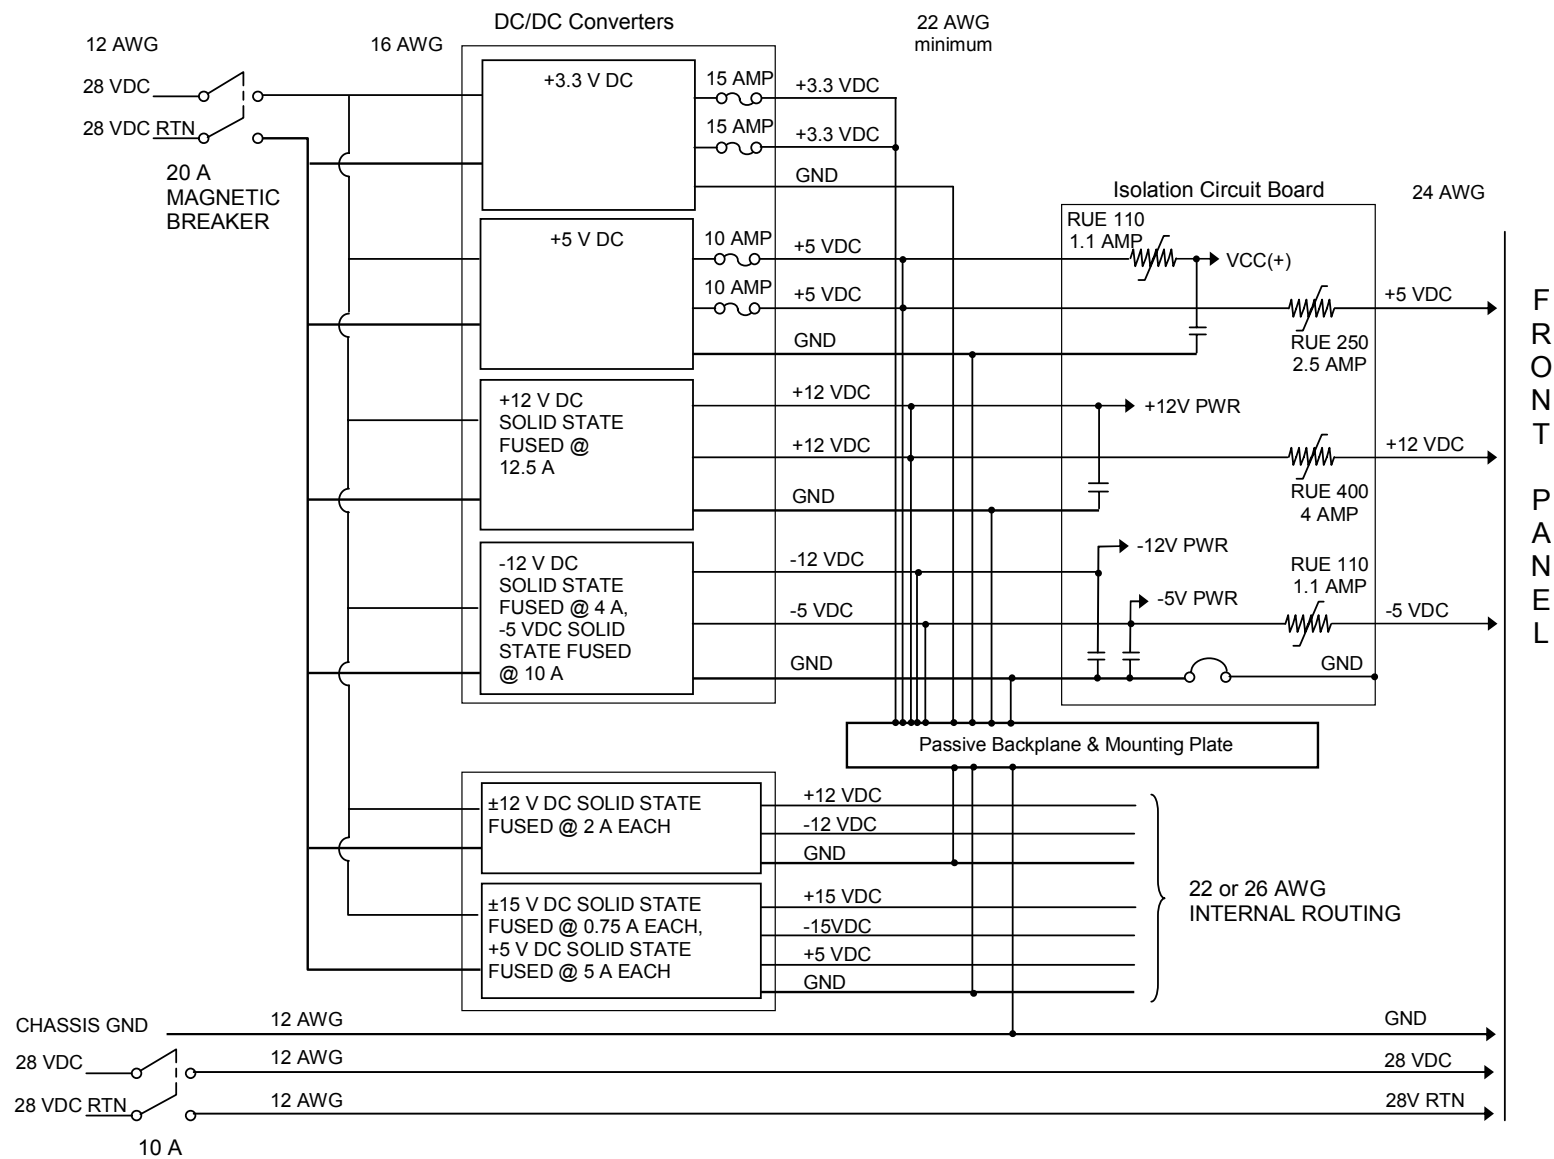 DC/DC Converters
22 AWG
minimum
12 AWG
16 AWG
28 VDC
28 VDC RTN
20 A
MAGNETIC
BREAKER
+3.3 V DC
15 AMP
+3.3 VDC
15 AMP
+3.3 VDC
GND
Isolation Circuit Board
24 AWG
RUE 110
1.1 AMP
VCC(+)
+5 V DC
10 AMP
+5 VDC
10 AMP
+5 VDC
GND
+5 VDC
RUE 250
2.5 AMP
+12 V DC
SOLID STATE
FUSED @
12.5 A
+12 VDC
+12 VDC
GND
+12V PWR
+12 VDC
RUE 400
4 AMP
-12 V DC
SOLID STATE
FUSED @ 4 A,
-5 VDC SOLID
STATE FUSED
@ 10 A
-12 VDC
-5 VDC
GND
-12V PWR
-5V PWR
RUE 110
1.1 AMP
-5 VDC
GND
FRONT PANEL
Passive Backplane & Mounting Plate
±12 V DC SOLID STATE
FUSED @ 2 A EACH
+12 VDC
-12 VDC
GND
±15 V DC SOLID STATE
FUSED @ 0.75 A EACH,
+5 V DC SOLID STATE
FUSED @ 5 A EACH
+15 VDC
-15VDC
+5 VDC
GND
22 or 26 AWG
INTERNAL ROUTING
CHASSIS GND
12 AWG
GND
28 VDC
12 AWG
28 VDC
28 VDC RTN
12 AWG
28V RTN
10 A